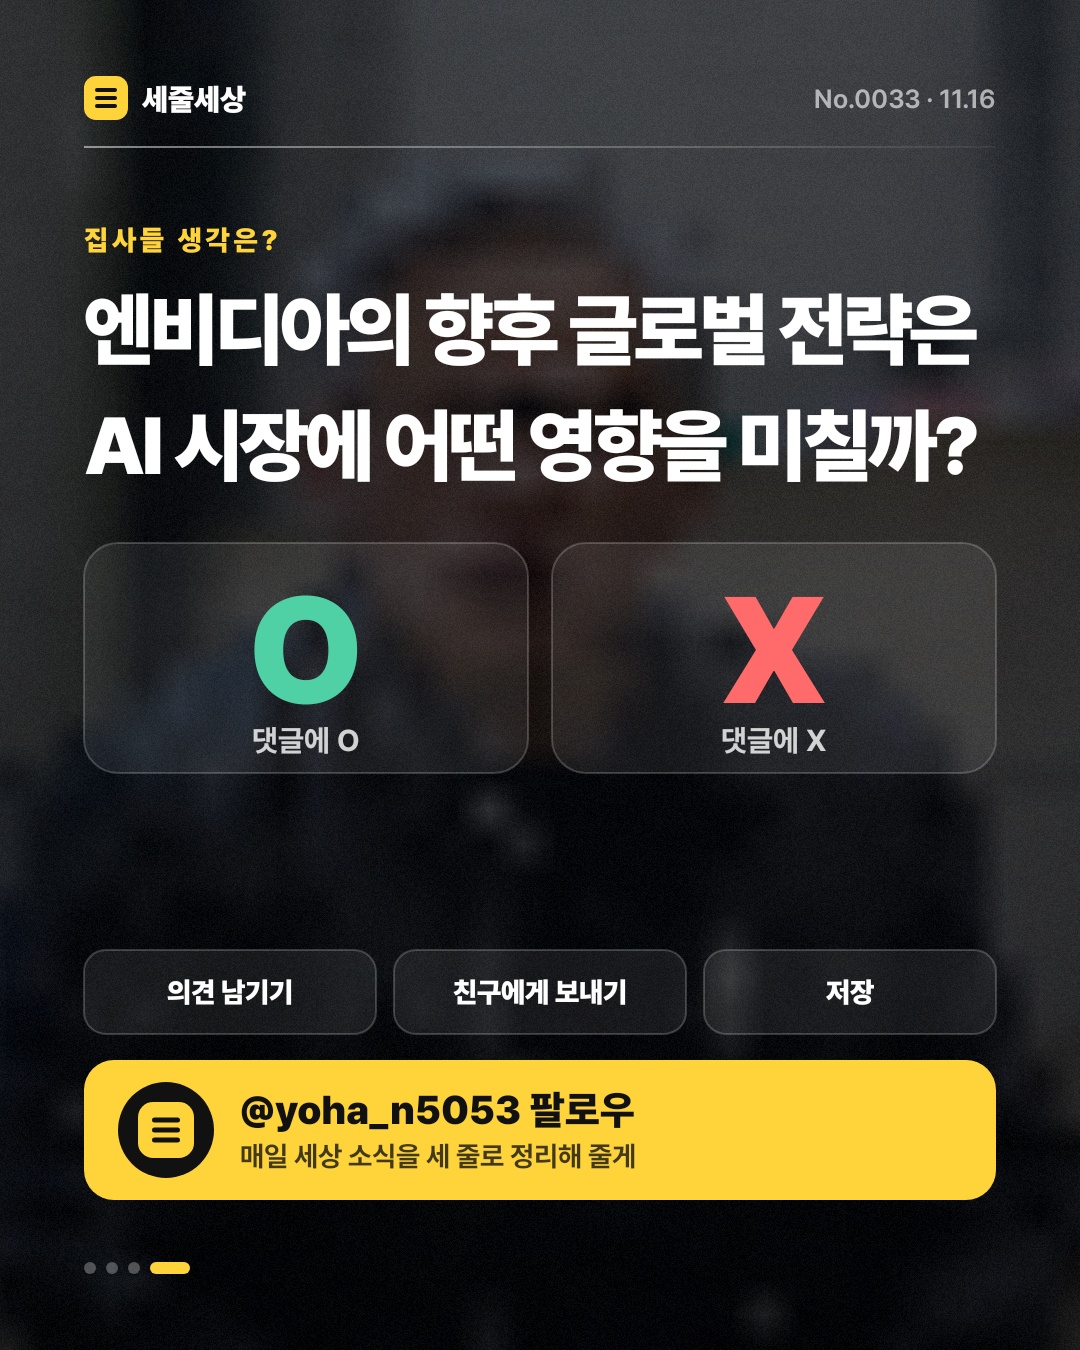 세줄세상
No.0033 · 11.16
집사들 생각은?
엔비디아의 향후 글로벌 전략은
AI 시장에 어떤 영향을 미칠까?
O
댓글에 O
X
댓글에 X
의견 남기기
친구에게 보내기
저장
@yoha_n5053 팔로우
매일 세상 소식을 세 줄로 정리해 줄게